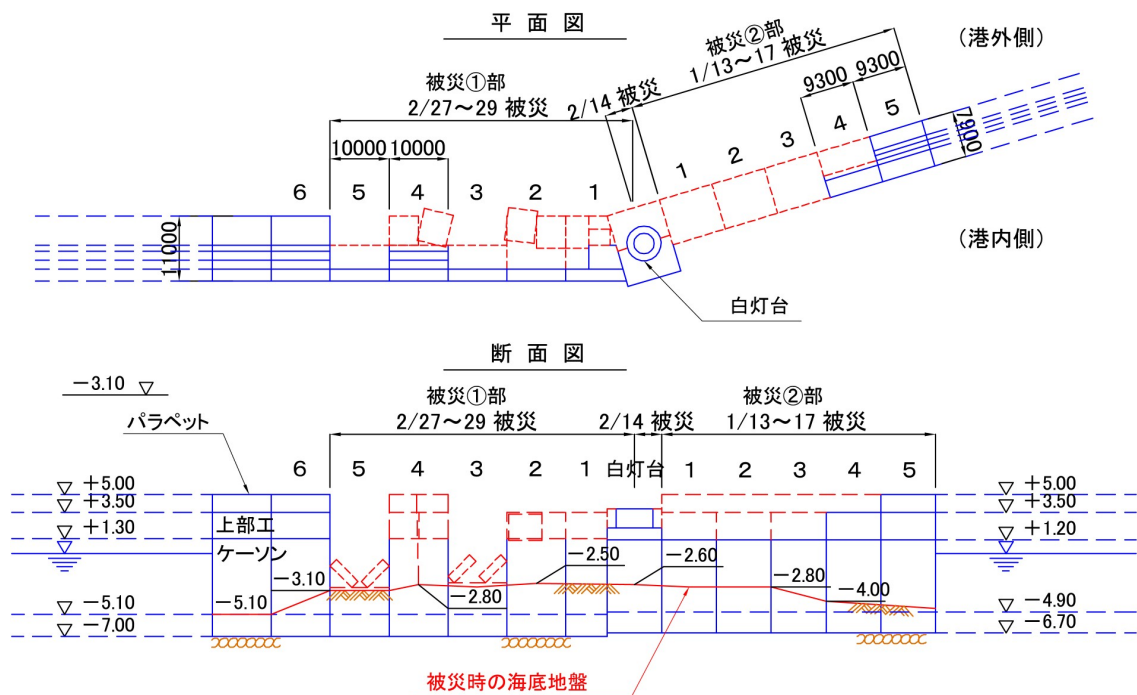 平面図
(港外側)
被災②部
1/13～17 被災
被災①部
2/27～29 被災
2/14 被災
9300
9300
10000
10000
7900
11000
6
5
4
3
2
1
1
2
3
4
5
(港内側)
白灯台
断面図
−3.10
パラペット
被災①部
2/27～29 被災
2/14 被災
被災②部
1/13～17 被災
6
5
4
3
2
1
白灯台
1
2
3
4
5
+5.00
+3.50
+1.30
上部工
ケーソン
−3.10
−5.10
−5.10
−7.00
−2.80
−2.50
−2.60
−2.80
−4.00
+5.00
+3.50
+1.20
−4.90
−6.70
被災時の海底地盤